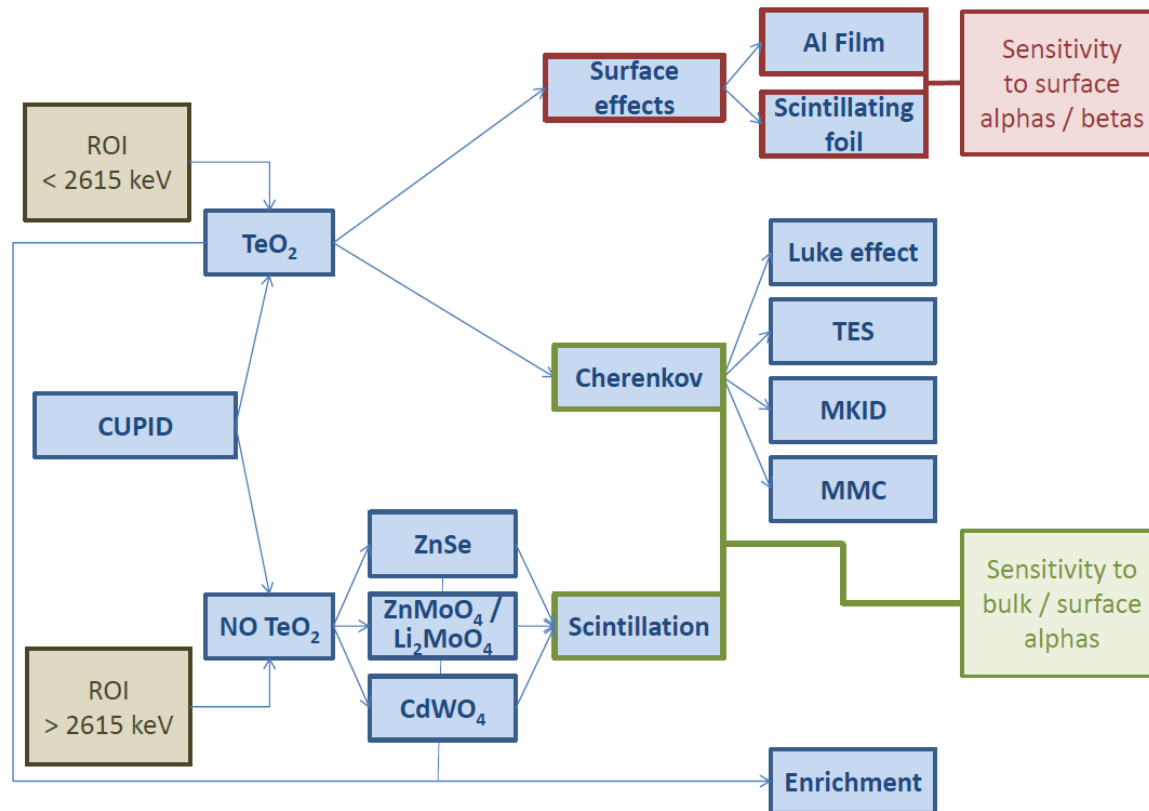 Al Film
Surface
effects
Scintillating
foil
Sensitivity
to surface
alphas / betas
ROI
< 2615 keV
TeO₂
Luke effect
TES
Cherenkov
MKID
MMC
CUPID
ZnSe
NO TeO₂
ZnMoO₄ /
Li₂MoO₄
Scintillation
CdWO₄
Sensitivity to
bulk / surface
alphas
ROI
> 2615 keV
Enrichment